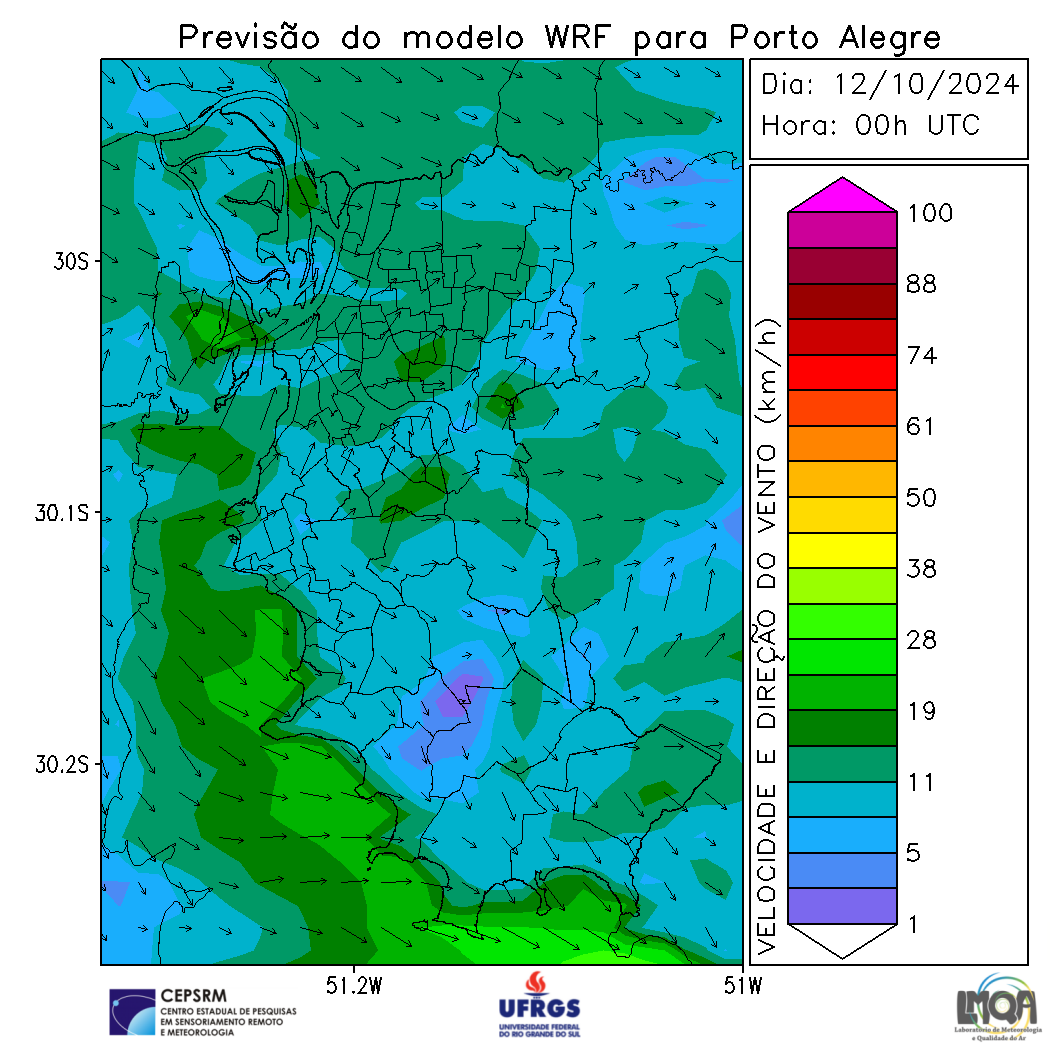 Previsão do modelo WRF para Porto Alegre
Dia: 12/10/2024
Hora: 00h UTC
30S
30.1S
30.2S
51.2W
51W
VELOCIDADE E DIREÇÃO DO VENTO (km/h)
100
88
74
61
50
38
28
19
11
5
1
CEPSRM
CENTRO ESTADUAL DE PESQUISAS
EM SENSORIAMENTO REMOTO
E METEOROLOGIA
UFRGS
UNIVERSIDADE FEDERAL
DO RIO GRANDE DO SUL
LMQA
Laboratório de Meteorologia
e Qualidade do Ar